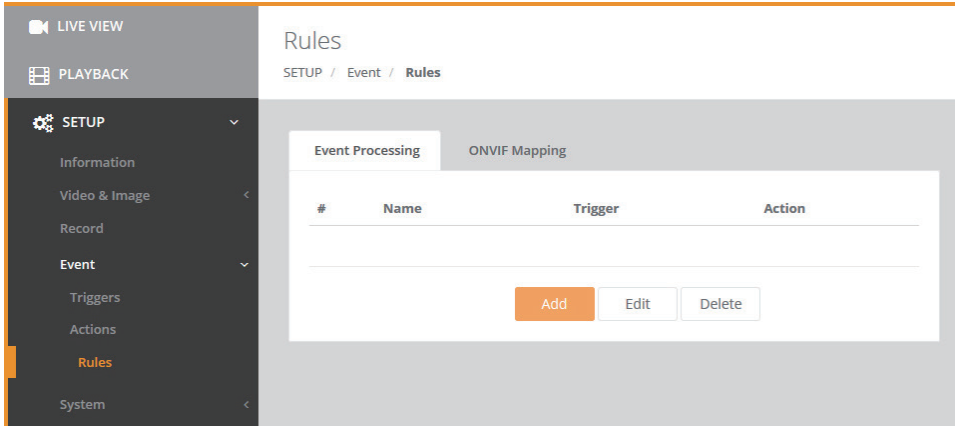 LIVE VIEW
PLAYBACK
SETUP
Information
Video & Image
Record
Event
Triggers
Actions
Rules
System
Rules
SETUP / Event / Rules
Event Processing ONVIF Mapping
# Name Trigger Action
Add Edit Delete